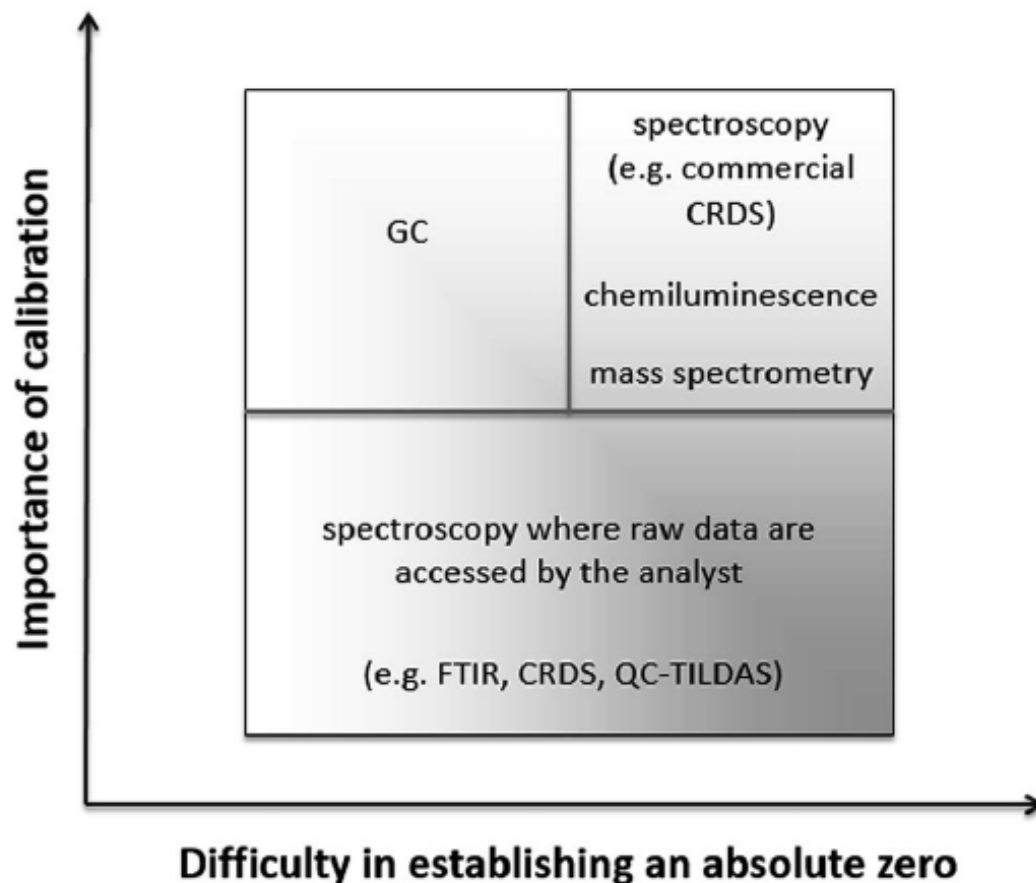 Importance of calibration
GC
spectroscopy
(e.g. commercial
CRDS)
chemiluminescence
mass spectrometry
spectroscopy where raw data are
accessed by the analyst
(e.g. FTIR, CRDS, QC-TILDAS)
Difficulty in establishing an absolute zero